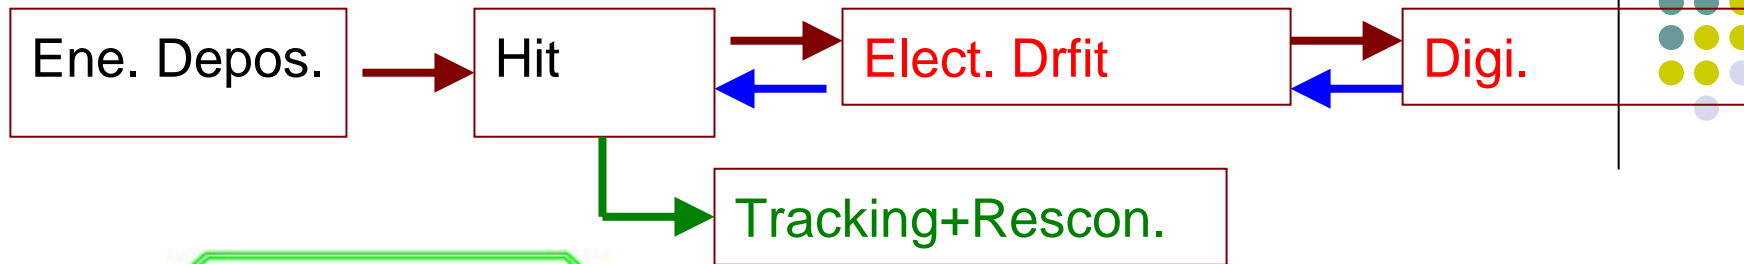 Ene. Depos.
Hit
Elect. Drfit
Digi.
Tracking+Rescon.